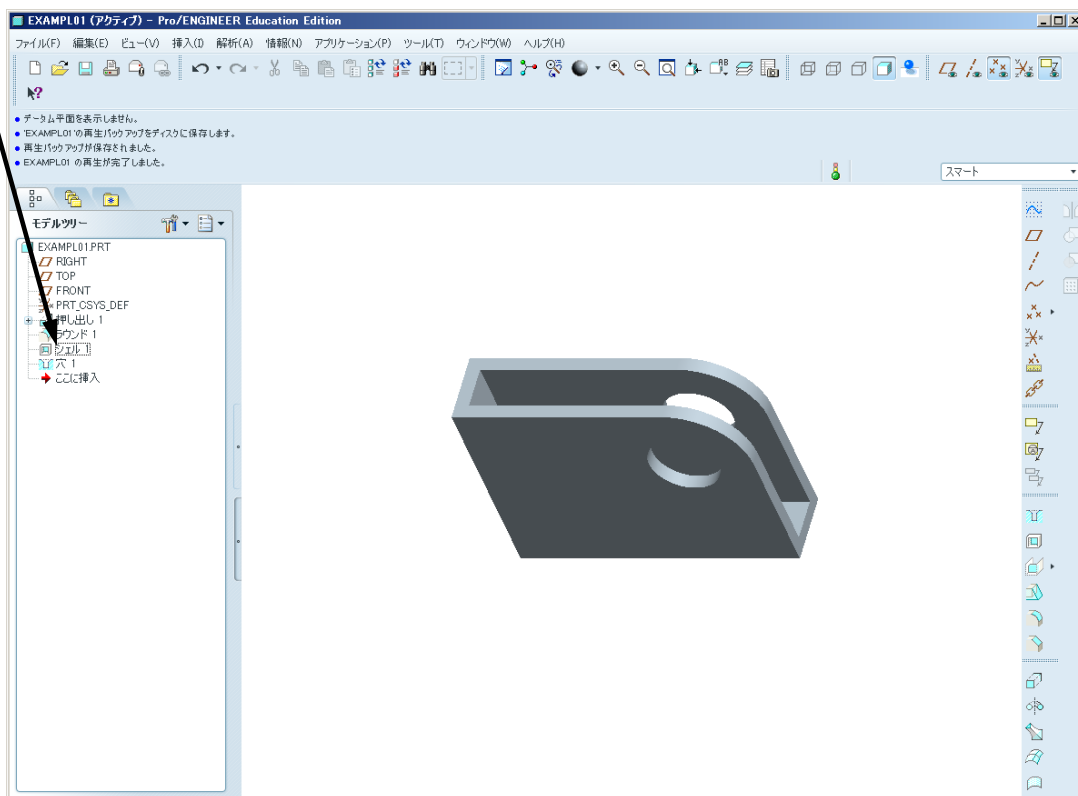 EXAMPL01 (アクティブ) - Pro/ENGINEER Education Edition
ファイル(F) 編集(E) ビュー(V) 挿入(I) 解析(A) 情報(N) アプリケーション(P) ツール(T) ウィンドウ(W) ヘルプ(H)
データム平面を表示しません。
'EXAMPL01'の再生バックアップをディスクに保存します。
再生バックアップが保存されました。
EXAMPL01 の再生が完了しました。
スマート
モデルツリー
EXAMPL01.PRT
RIGHT
TOP
FRONT
PRT_CSYS_DEF
押し出し 1
ラウンド 1
シェル 1
穴 1
ここに挿入